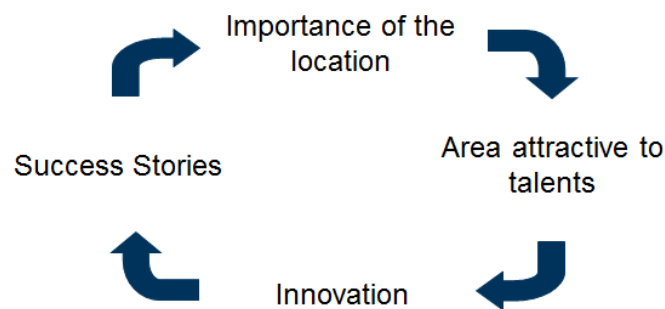 Importance of the
location
Area attractive to
talents
Success Stories
Innovation